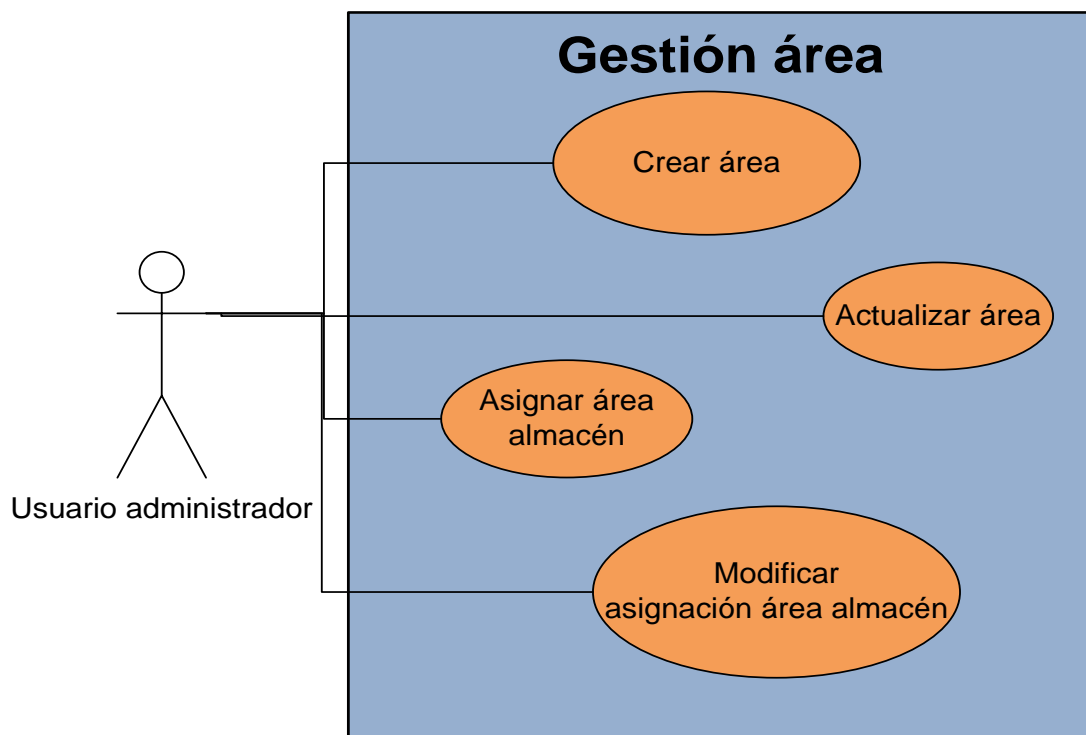 Gestión área
Crear área
Actualizar área
Asignar área
almacén
Usuario administrador
Modificar
asignación área almacén